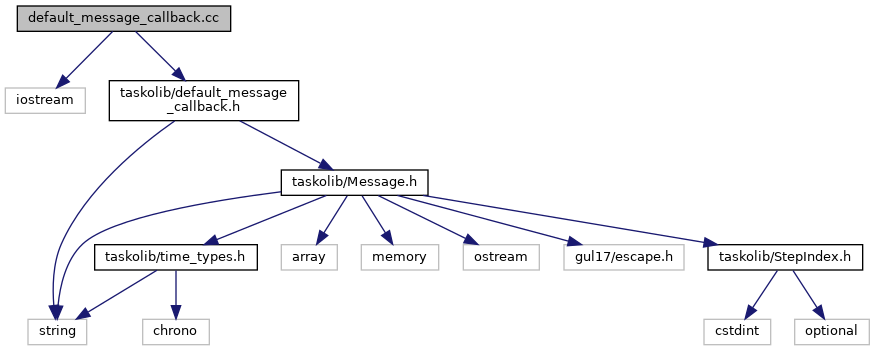 default_message_callback.cc
iostream
taskolib/default_message
_callback.h
taskolib/Message.h
taskolib/time_types.h
array
memory
ostream
gul17/escape.h
taskolib/StepIndex.h
string
chrono
cstdint
optional